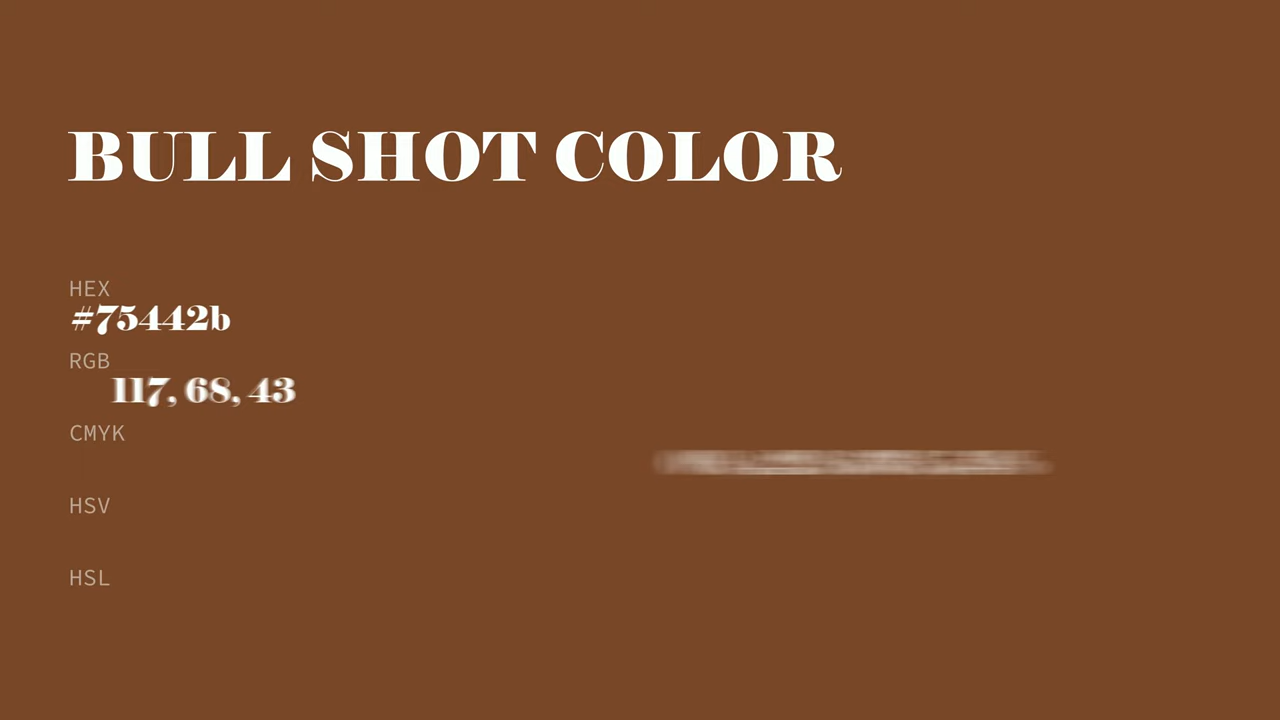 BULL SHOT COLOR
HEX
#75442b
RGB
117, 68, 43
CMYK
HSV
HSL